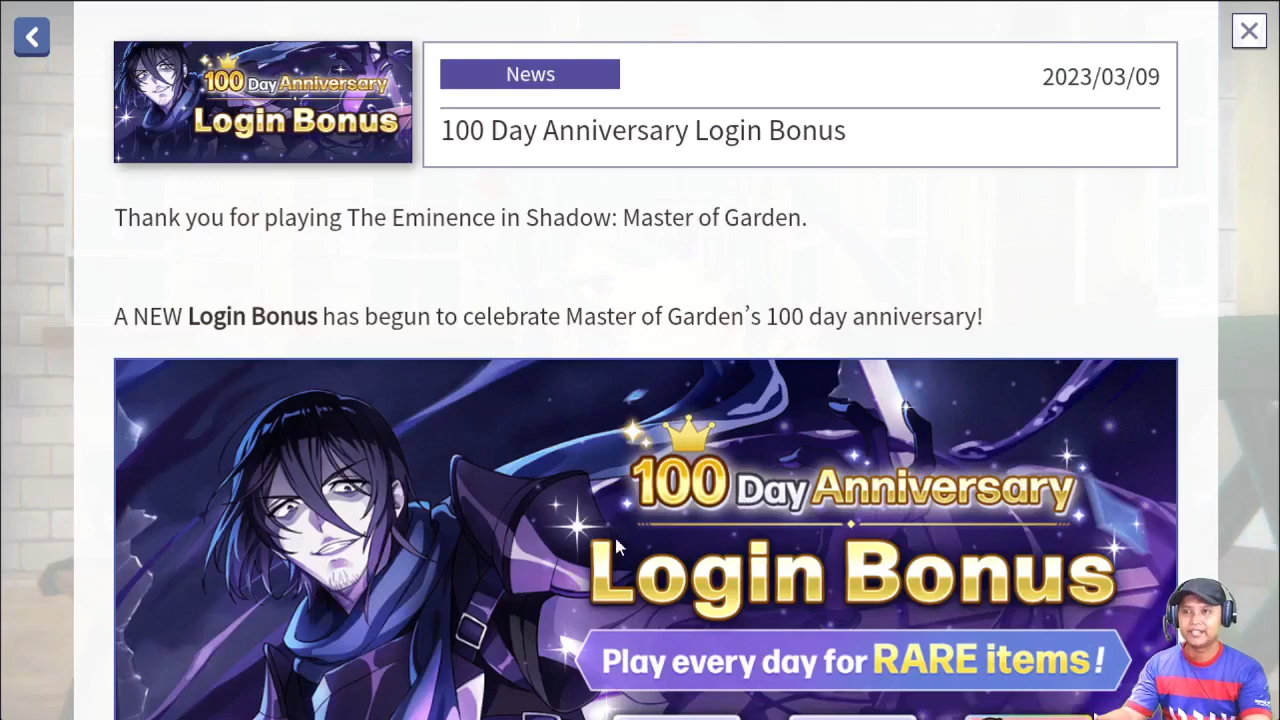 100 Day Anniversary
Login Bonus
News
2023/03/09
100 Day Anniversary Login Bonus
Thank you for playing The Eminence in Shadow: Master of Garden.
A NEW Login Bonus has begun to celebrate Master of Garden’s 100 day anniversary!
100 Day Anniversary
Login Bonus
Play every day for RARE items!